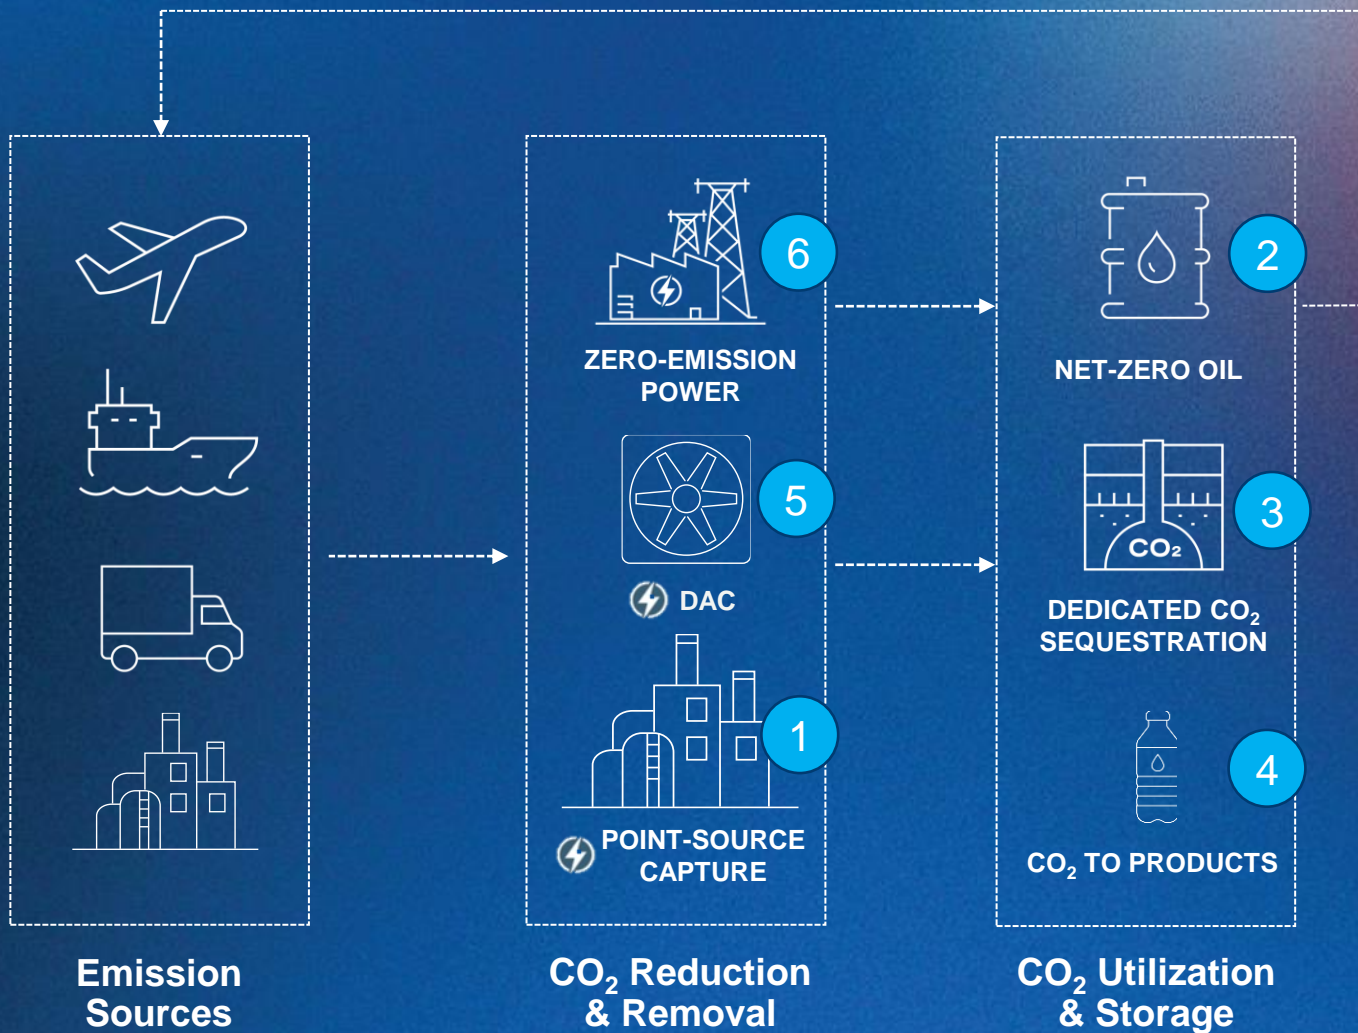 6
ZERO-EMISSION
POWER
5
DAC
1
POINT-SOURCE
CAPTURE
2
NET-ZERO OIL
CO₂
3
DEDICATED CO₂
SEQUESTRATION
4
CO₂ TO PRODUCTS
Emission
Sources
CO₂ Reduction
& Removal
CO₂ Utilization
& Storage